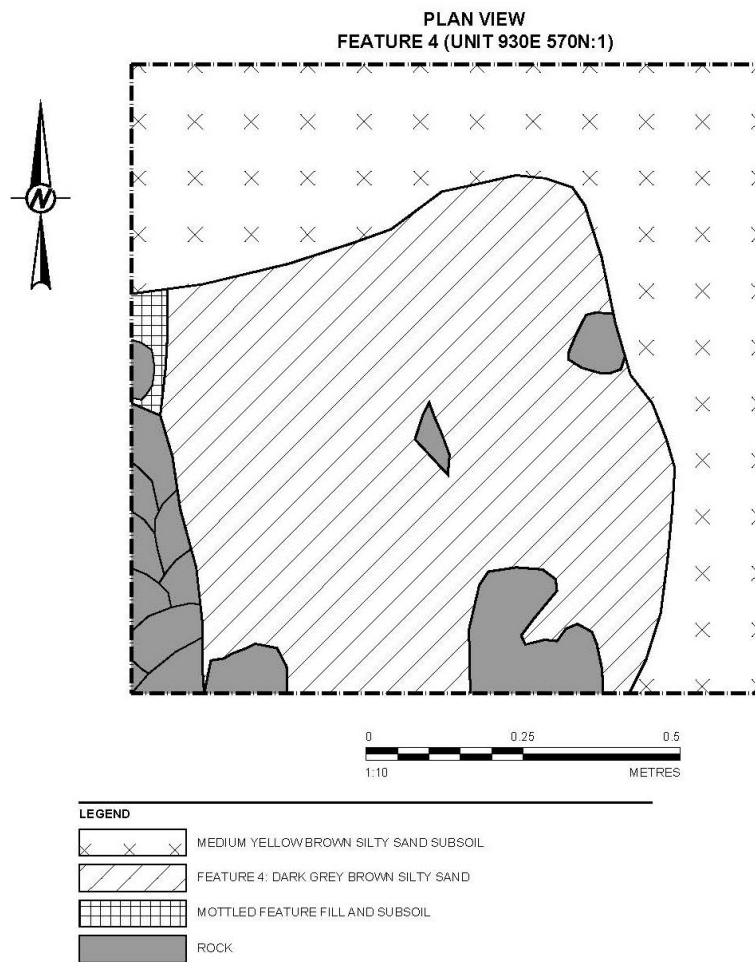 PLAN VIEW
FEATURE 4 (UNIT 930E 570N:1)
N
0 0.25 0.5
1:10 METRES
LEGEND
MEDIUM YELLOW BROWN SILTY SAND SUBSOIL
FEATURE 4: DARK GREY BROWN SILTY SAND
MOTTLED FEATURE FILL AND SUBSOIL
ROCK